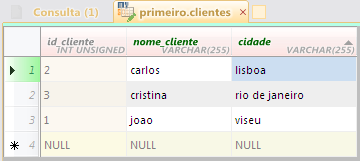 Consulta (1) primeiro.clientes
id_cliente nome_cliente cidade
INT UNSIGNED VARCHAR(255) VARCHAR(255)
1 2 carlos lisboa
2 3 cristina rio de janeiro
3 1 joao viseu
4 NULL NULL NULL